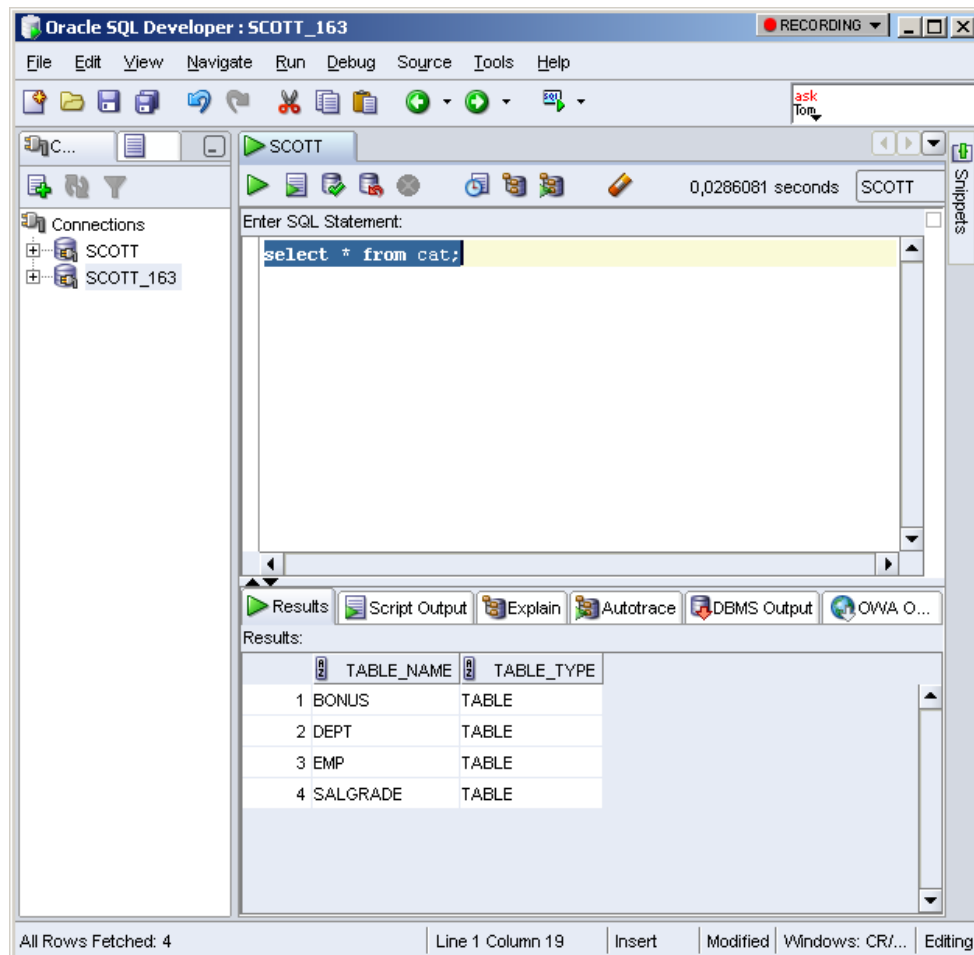 Oracle SQL Developer : SCOTT_163
RECORDING
File Edit View Navigate Run Debug Source Tools Help
SQL
ask
Tom
C...
SCOTT
0,0286081 seconds
SCOTT
Snippets
Connections
SCOTT
SCOTT_163
Enter SQL Statement:
select * from cat;
Results Script Output Explain Autotrace DBMS Output OWA O...
Results:
TABLE_NAME TABLE_TYPE
1 BONUS TABLE
2 DEPT TABLE
3 EMP TABLE
4 SALGRADE TABLE
All Rows Fetched: 4
Line 1 Column 19
Insert
Modified
Windows: CR/...
Editing